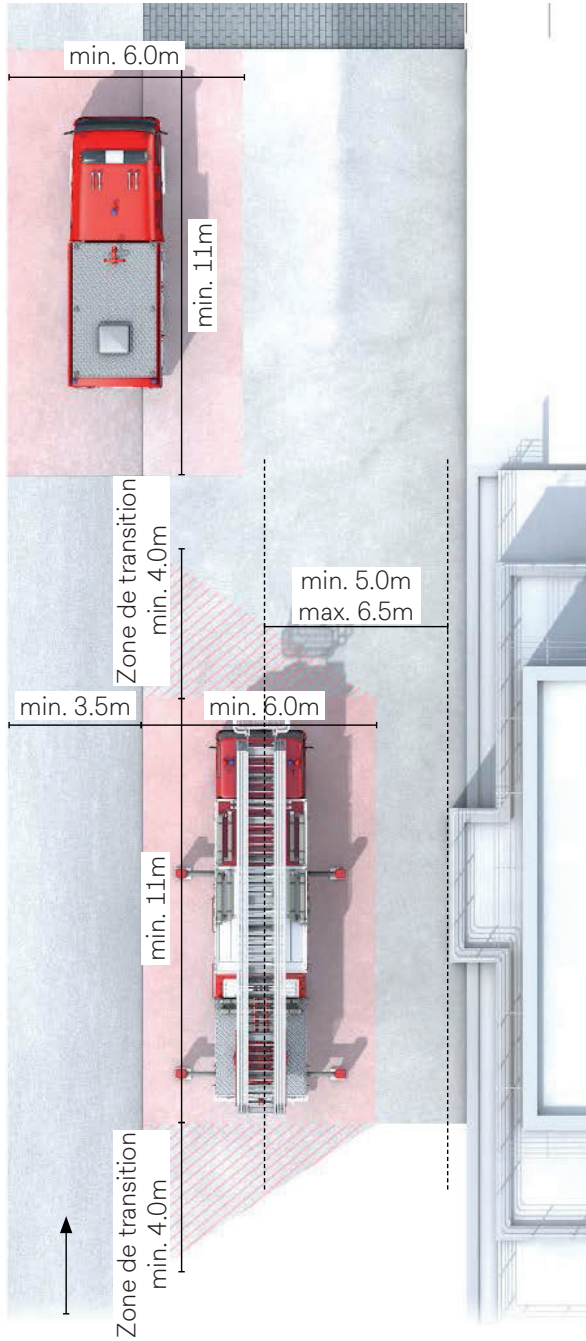 min. 6.0m
min. 11m
Zone de transition
min. 4.0m
min. 5.0m
max. 6.5m
min. 3.5m
min. 6.0m
min. 11m
Zone de transition
min. 4.0m